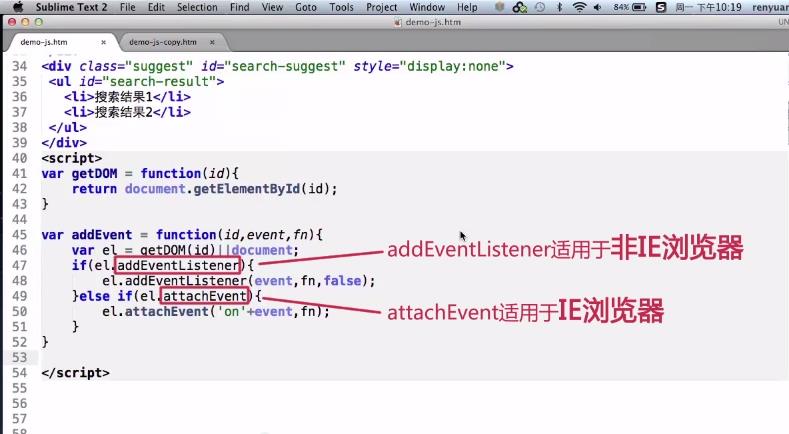 Sublime Text 2 File Edit Selection Find View Goto Tools Project Window Help 84% 周一 下午10:19 renyuan
demo-js.htm UN
demo-js.htm × demo-js-copy.htm ×
34 <div class="suggest" id="search-suggest" style="display:none">
35 <ul id="search-result">
36 <li>搜索结果1</li>
37 <li>搜索结果2</li>
38 </ul>
39 </div>
40 <script>
41 var getDOM = function(id){
42 return document.getElementById(id);
43 }
44
45 var addEvent = function(id,event,fn){
46 var el = getDOM(id)||document;
47 if(el.addEventListener){
addEventListener适用于非IE浏览器
48 el.addEventListener(event,fn,false);
49 }else if(el.attachEvent){
50 el.attachEvent('on'+event,fn);
attachEvent适用于IE浏览器
51 }
52 }
53
54 </script>
55
56
57